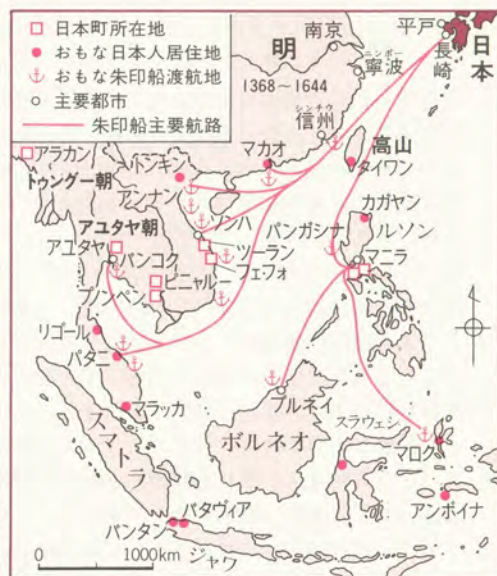 日本町所在地
おもな日本人居住地
おもな朱印船渡航地
主要都市
朱印船主要航路
平戸
長崎
日本
南京
明
1368〜1644
ニンポー
寧波
シンチウ
信州
高山
タイワン
マカオ
アラカン
トンキン
トゥングー朝
アンナン
ソンハ
カガヤン
ルソン
パンガシナ
マニラ
アユタヤ朝
アユタヤ
バンコク
ツーラン
フェフォ
ピニャルー
プノンペン
リゴール
パタニ
マラッカ
スマトラ
ブルネイ
ボルネオ
スラウェシ
マロク
アンボイナ
バタヴィア
バンタン
ジャワ
0 1000km